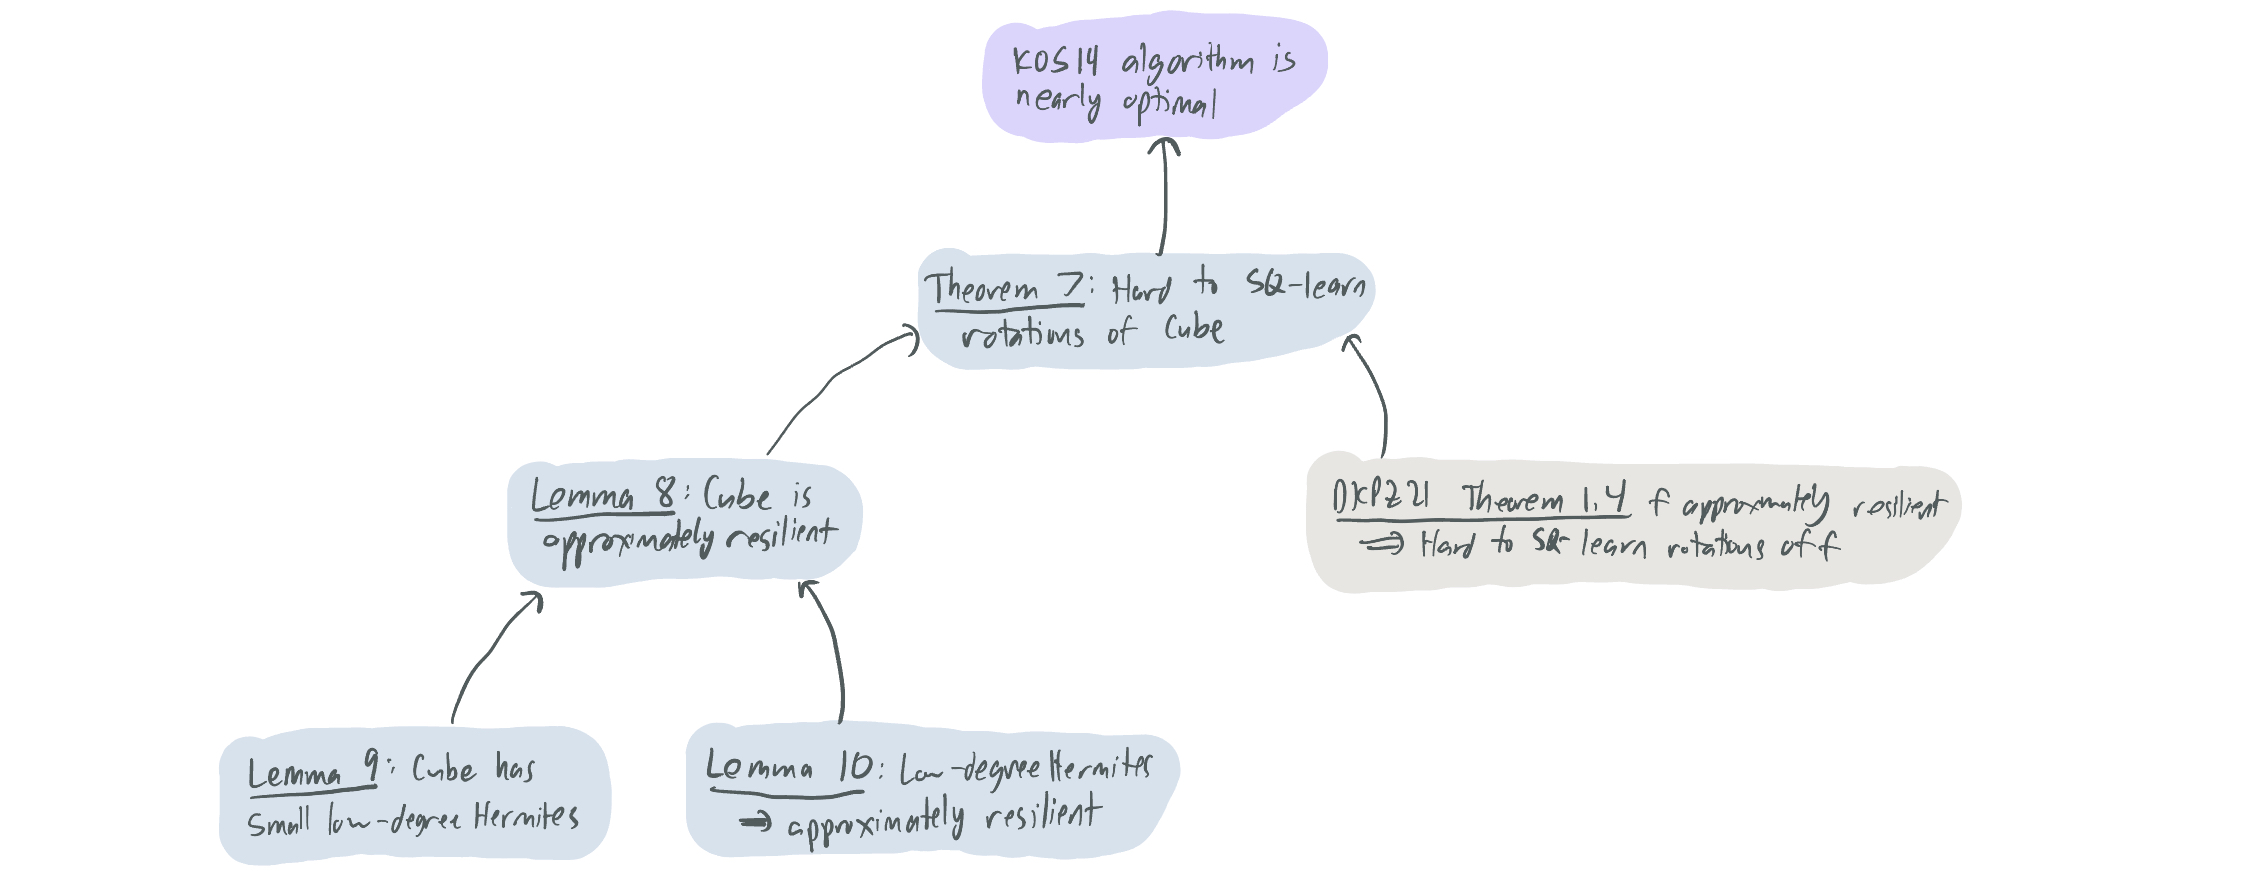 KOS14 algorithm is
nearly optimal
Theorem 7: Hard to SQ-learn
rotations of Cube
Lemma 8: Cube is
approximately resilient
DKPZ21 Theorem 1.4 f approximately resilient
⇒ Hard to SQ-learn rotations of f
Lemma 9: Cube has
Small low-degree Hermites
Lemma 10: Low-degree Hermites
⇒ approximately resilient